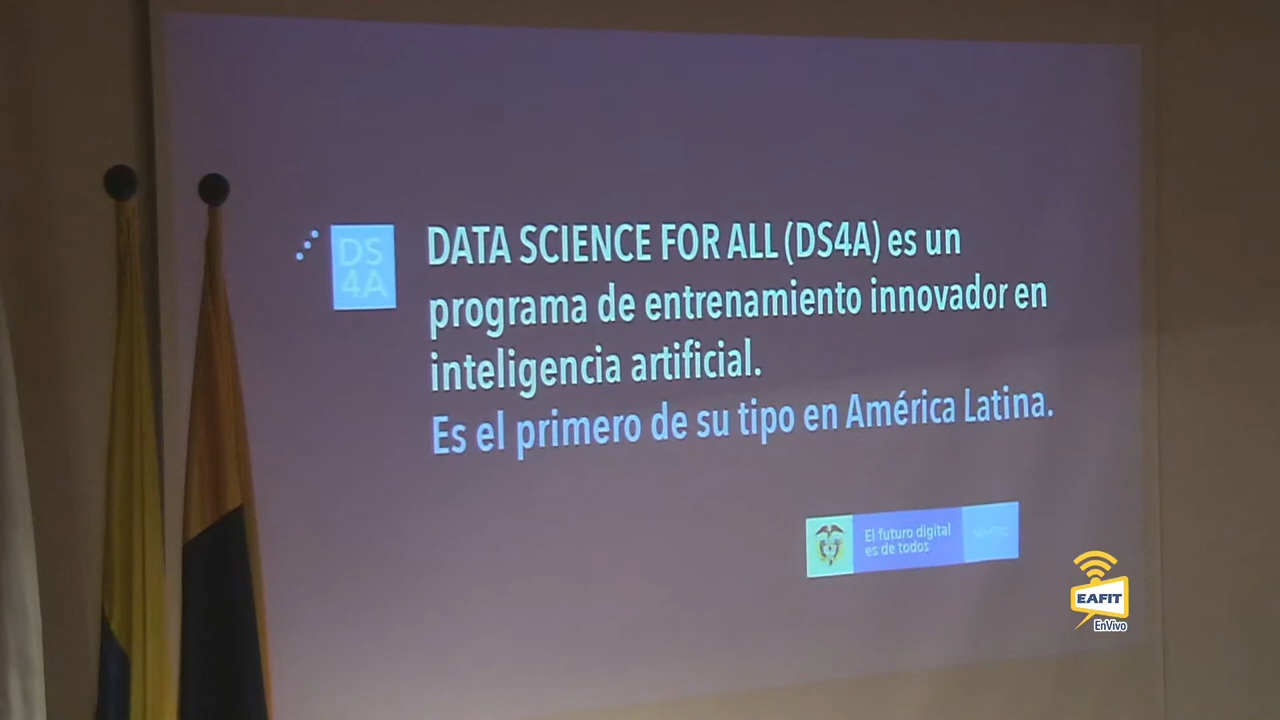 DS
4A
DATA SCIENCE FOR ALL (DS4A) es un
programa de entrenamiento innovador en
inteligencia artificial.
Es el primero de su tipo en América Latina.
El futuro digital
es de todos
EAFIT
EnVivo